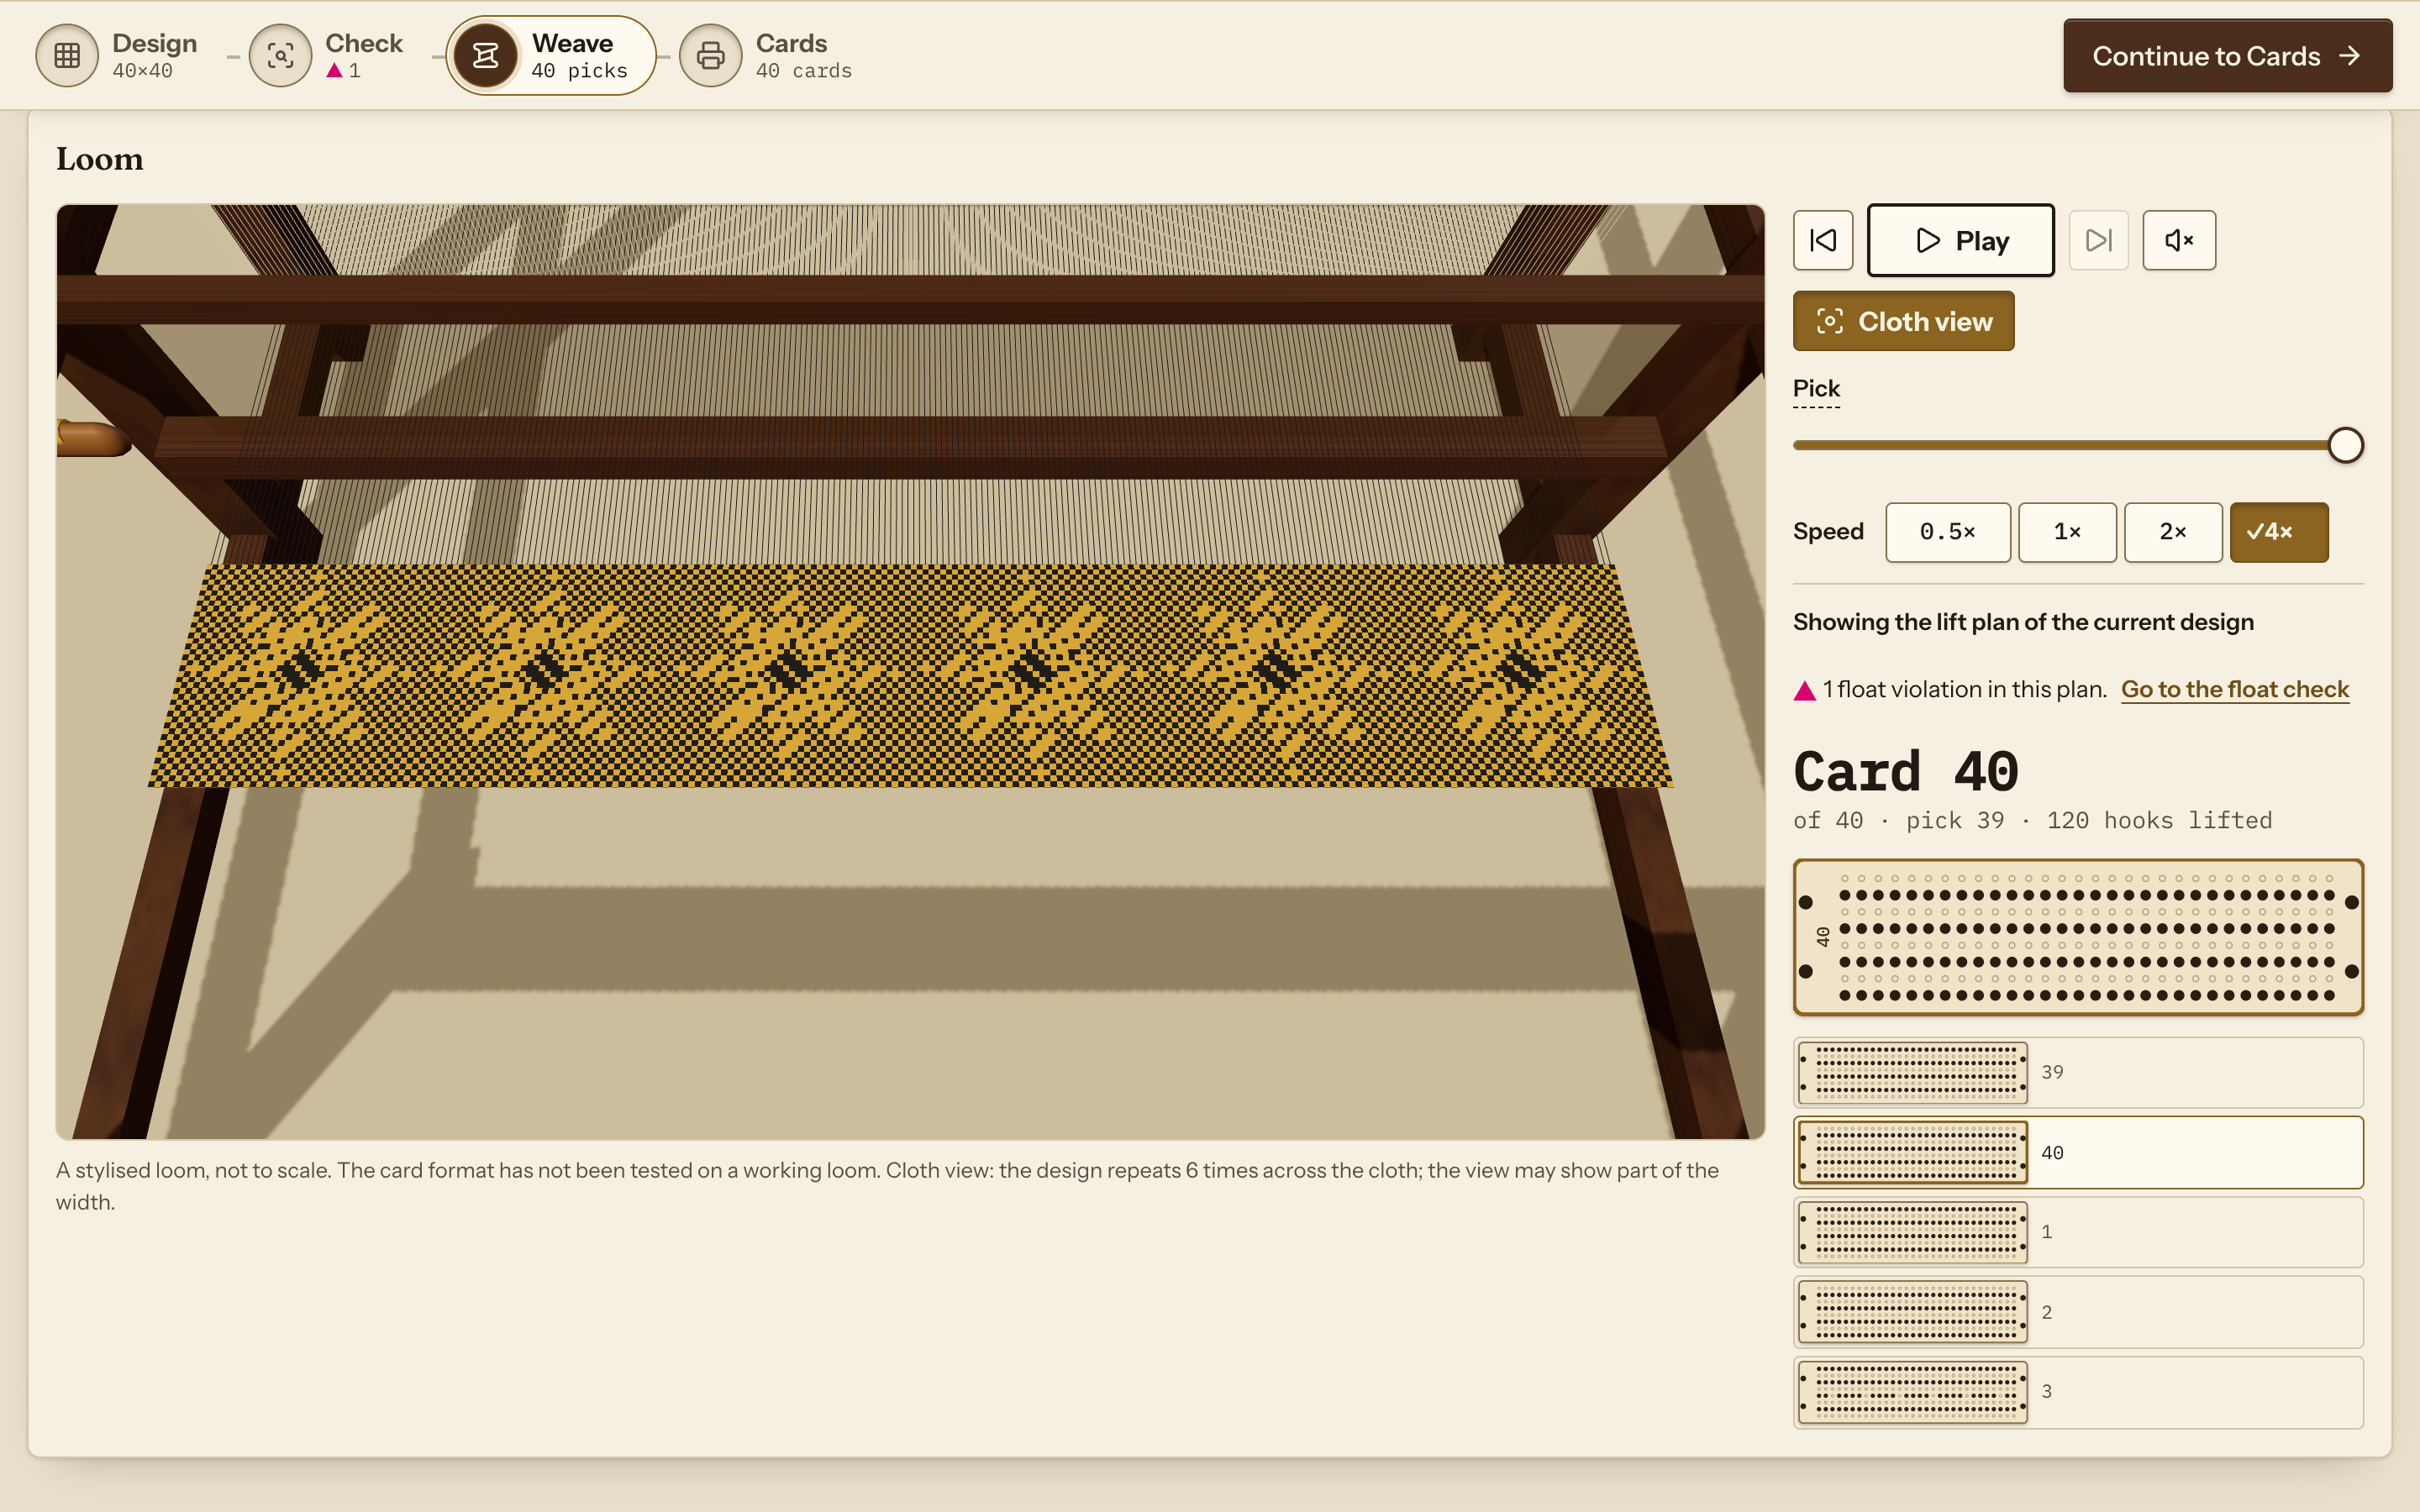 Design
40×40
Check
1
Weave
40 picks
Cards
40 cards
Continue to Cards
Loom
Play
Cloth view
Pick
Speed
0.5×
1×
2×
4×
Showing the lift plan of the current design
1 float violation in this plan. Go to the float check
Card 40
of 40 · pick 39 · 120 hooks lifted
40
39
40
1
2
3
A stylised loom, not to scale. The card format has not been tested on a working loom. Cloth view: the design repeats 6 times across the cloth; the view may show part of the
width.